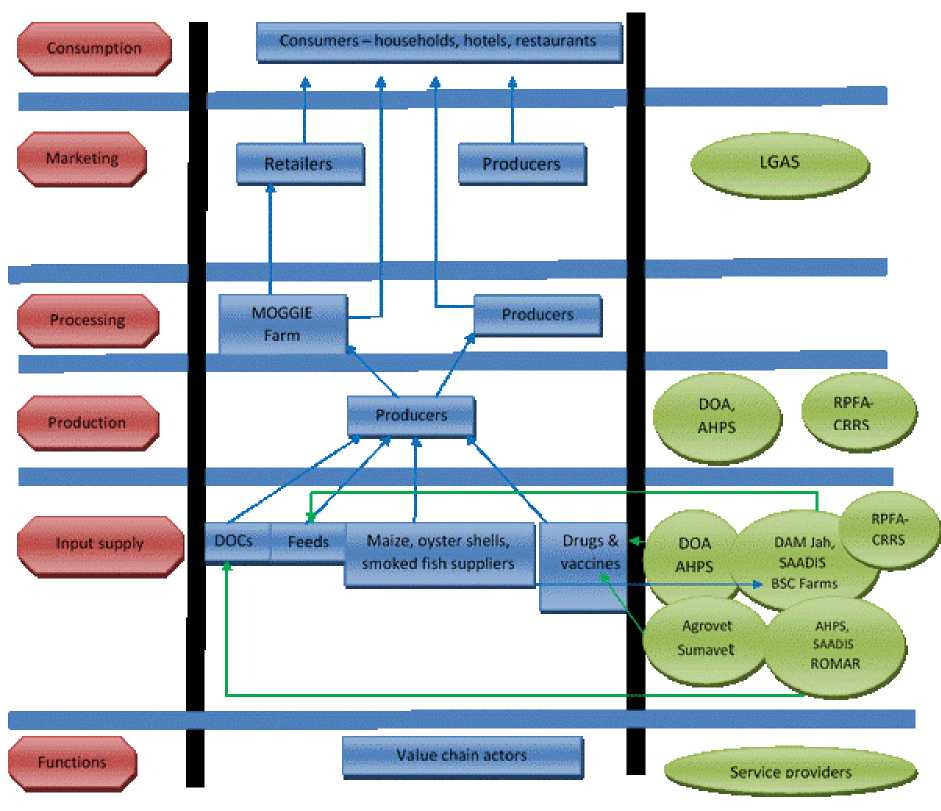 Consumption
Consumers – households, hotels, restaurants
Marketing
Retailers
Producers
LGAS
Processing
MOGGIE
Farm
Producers
Production
Producers
DOA,
AHPS
RPFA-
CRRS
Input supply
DOCs
Feeds
Maize, oyster shells,
smoked fish suppliers
Drugs &
vaccines
DOA
AHPS
DAM Jah,
SAADIS
BSC Farms
RPFA-
CRRS
Agrovet
Sumavet
AHPS,
SAADIS
ROMAR
Functions
Value chain actors
Service providers